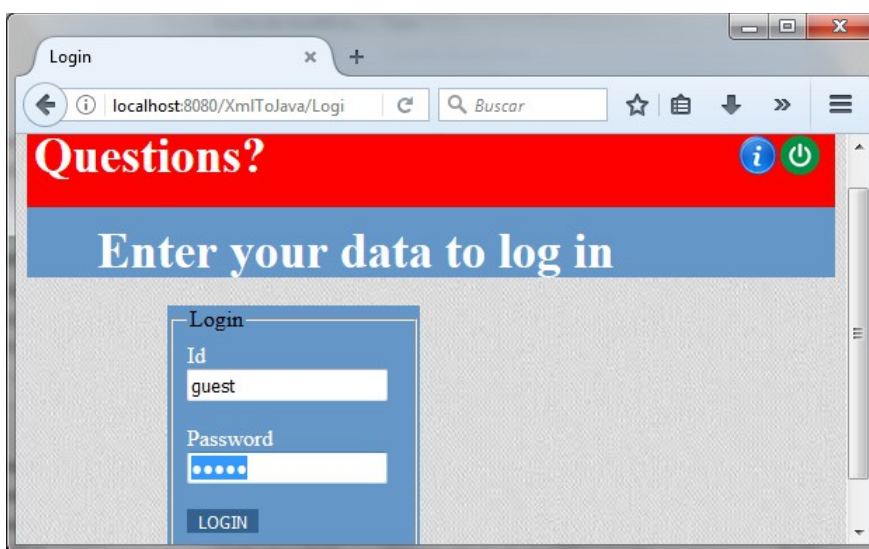 Login
localhost:8080/XmlToJava/Logi
Buscar
Questions?
Enter your data to log in
Login
Id
guest
Password
•••••
LOGIN